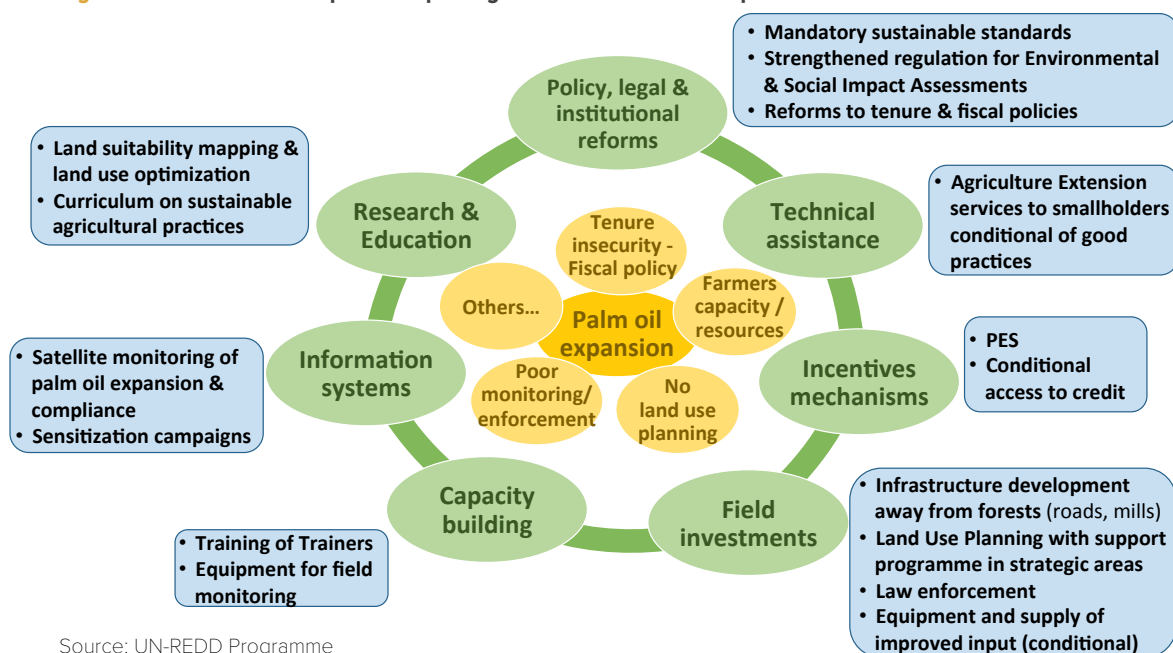 • Mandatory sustainable standards
• Strengthened regulation for Environmental
& Social Impact Assessments
• Reforms to tenure & fiscal policies
Policy, legal &
institutional
reforms
• Land suitability mapping &
land use optimization
• Curriculum on sustainable
agricultural practices
Research &
Education
Technical
assistance
• Agriculture Extension
services to smallholders
conditional of good
practices
Tenure
insecurity -
Fiscal policy
Others...
Farmers
capacity /
resources
Palm oil
expansion
Poor
monitoring/
enforcement
No
land use
planning
• Satellite monitoring of
palm oil expansion &
compliance
• Sensitization campaigns
Information
systems
Incentives
mechanisms
• PES
• Conditional
access to credit
Capacity
building
Field
investments
• Training of Trainers
• Equipment for field
monitoring
• Infrastructure development
away from forests (roads, mills)
• Land Use Planning with support
programme in strategic areas
• Law enforcement
• Equipment and supply of
improved input (conditional)
Source: UN-REDD Programme